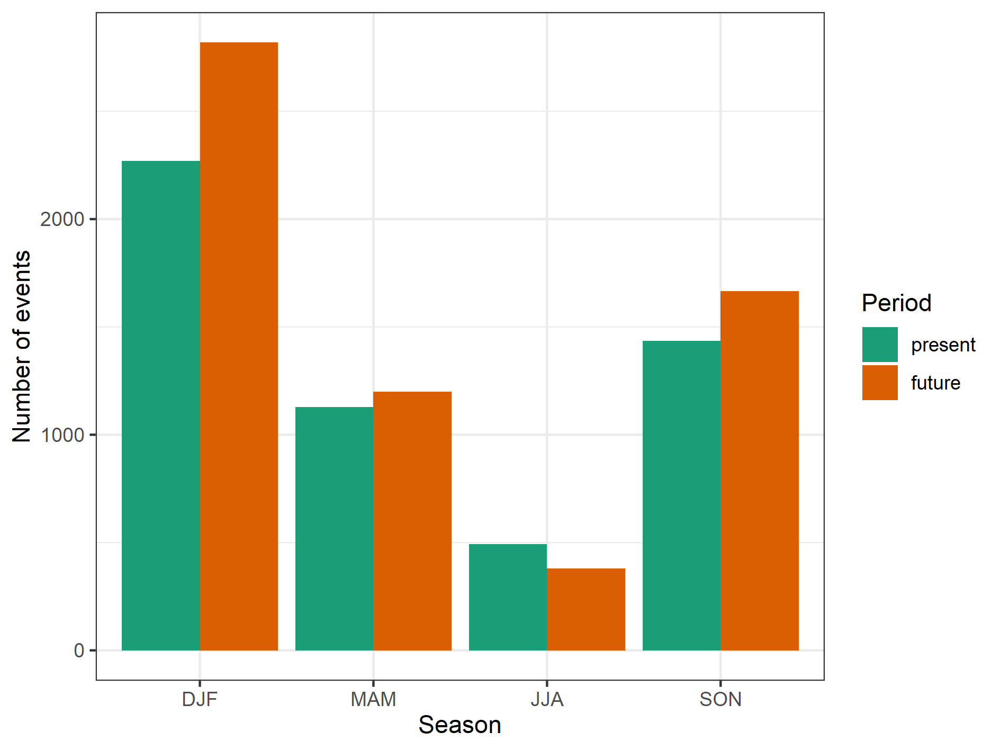 Number of events
2000
1000
0
DJF
MAM
JJA
SON
Season
Period
present
future